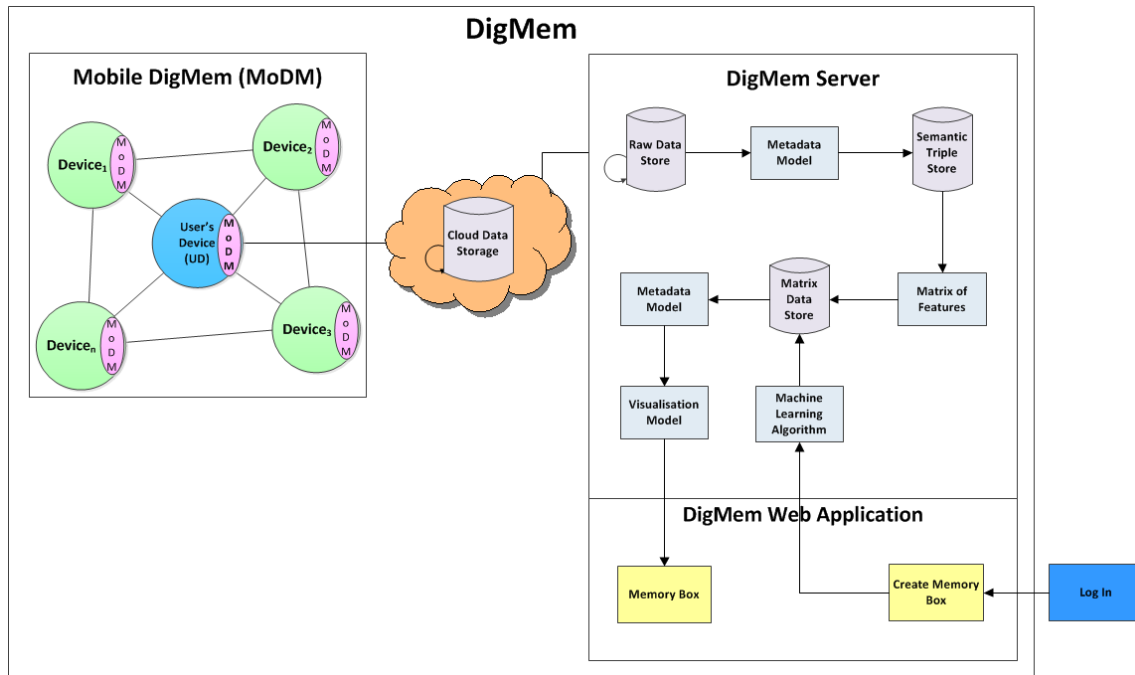 DigMem
Mobile DigMem (MoDM)
Device1
MoDM
Device2
MoDM
User's
Device
(UD)
MoDM
Devicen
MoDM
Device3
MoDM
Cloud Data
Storage
DigMem Server
Raw Data
Store
Metadata
Model
Semantic
Triple
Store
Metadata
Model
Matrix
Data
Store
Matrix of
Features
Visualisation
Model
Machine
Learning
Algorithm
DigMem Web Application
Memory Box
Create Memory
Box
Log In